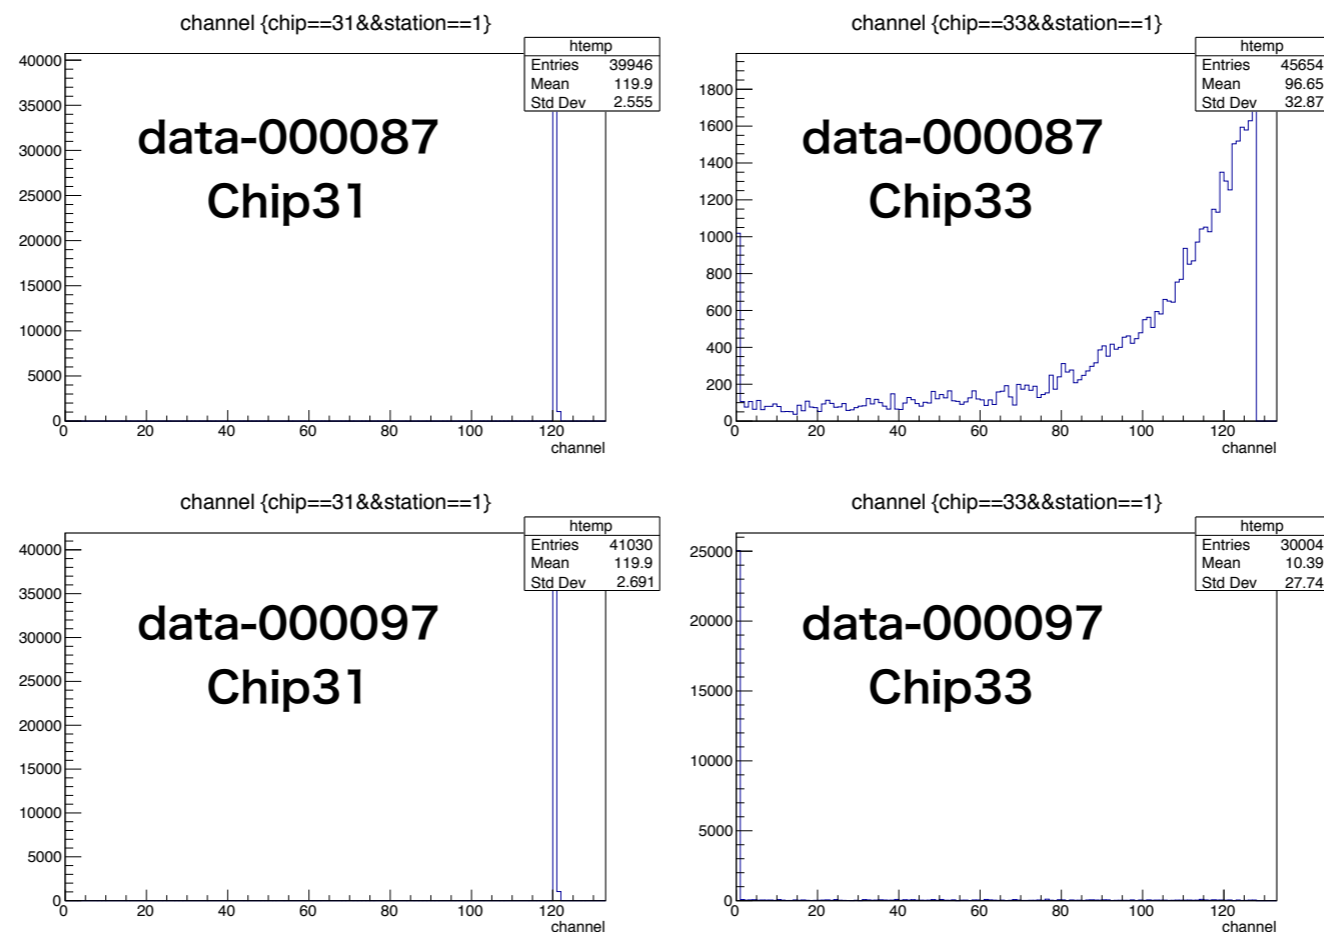 channel {chip==31&&station==1}
htemp
Entries 39946
Mean 119.9
Std Dev 2.555
data-000087
Chip31
40000
35000
30000
25000
20000
15000
10000
5000
0
0 20 40 60 80 100 120
channel
channel {chip==33&&station==1}
htemp
Entries 45654
Mean 96.65
Std Dev 32.87
data-000087
Chip33
1800
1600
1400
1200
1000
800
600
400
200
0
0 20 40 60 80 100 120
channel
channel {chip==31&&station==1}
htemp
Entries 41030
Mean 119.9
Std Dev 2.691
data-000097
Chip31
40000
35000
30000
25000
20000
15000
10000
5000
0
0 20 40 60 80 100 120
channel
channel {chip==33&&station==1}
htemp
Entries 30004
Mean 10.39
Std Dev 27.74
data-000097
Chip33
25000
20000
15000
10000
5000
0
0 20 40 60 80 100 120
channel